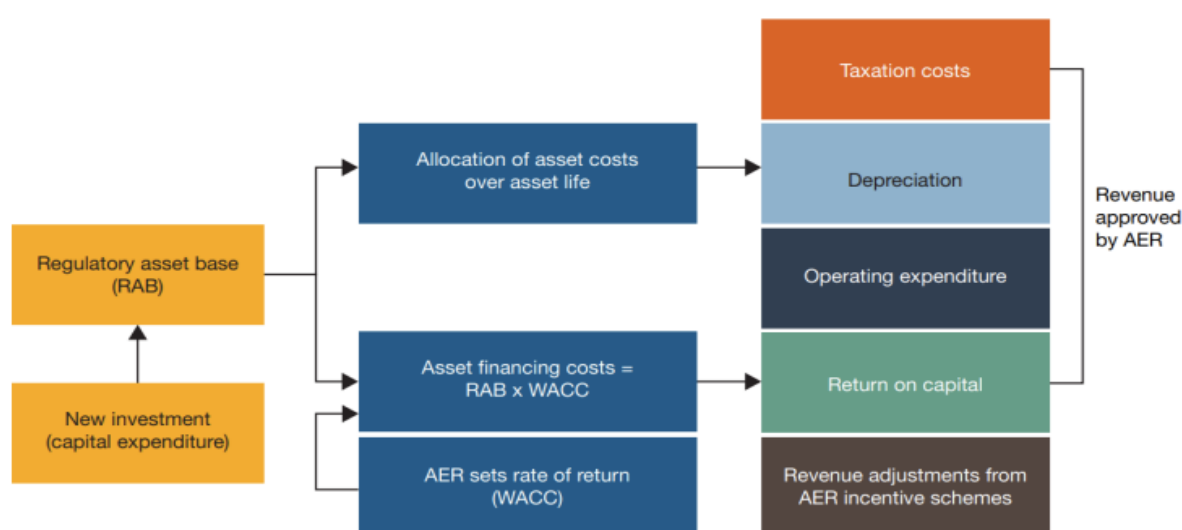 Regulatory asset base
(RAB)
New investment
(capital expenditure)
Allocation of asset costs
over asset life
Asset financing costs =
RAB x WACC
AER sets rate of return
(WACC)
Taxation costs
Depreciation
Operating expenditure
Return on capital
Revenue adjustments from
AER incentive schemes
Revenue
approved
by AER